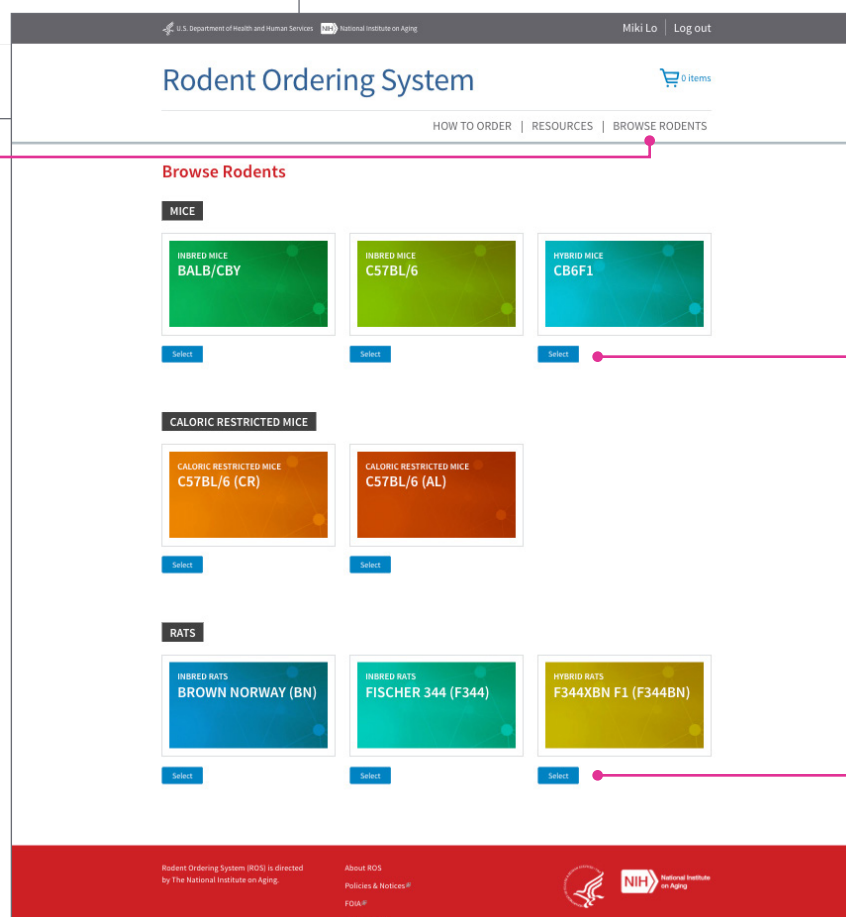 U.S. Department of Health and Human Services NIH National Institute on Aging
Miki Lo | Log out
Rodent Ordering System
0 items
HOW TO ORDER | RESOURCES | BROWSE RODENTS
Browse Rodents
MICE
INBRED MICE
BALB/CBY
INBRED MICE
C57BL/6
HYBRID MICE
CB6F1
Select
Select
Select
CALORIC RESTRICTED MICE
CALORIC RESTRICTED MICE
C57BL/6 (CR)
CALORIC RESTRICTED MICE
C57BL/6 (AL)
Select
Select
RATS
INBRED RATS
BROWN NORWAY (BN)
INBRED RATS
FISCHER 344 (F344)
HYBRID RATS
F344XBN F1 (F344BN)
Select
Select
Select
Rodent Ordering System (ROS) is directed
by The National Institute on Aging.
About ROS
Policies & Notices
FOIA
NIH National Institute
on Aging